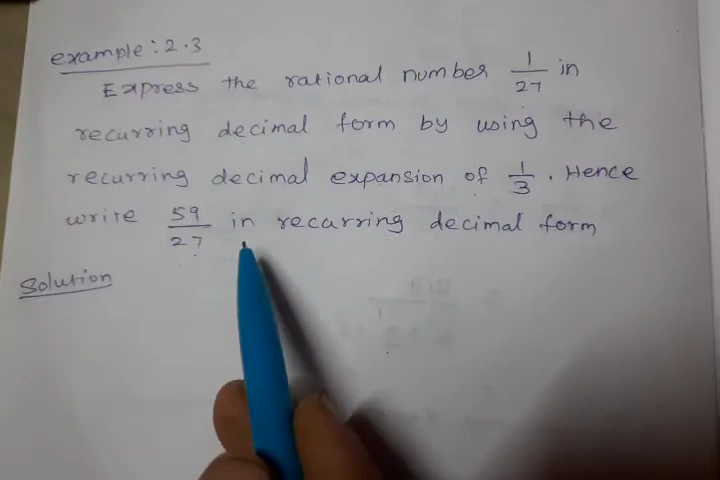 example: 2.3
Express the rational number 1/27 in
recurring decimal form by using the
recurring decimal expansion of 1/3. Hence
write 59/27 in recurring decimal form
Solution